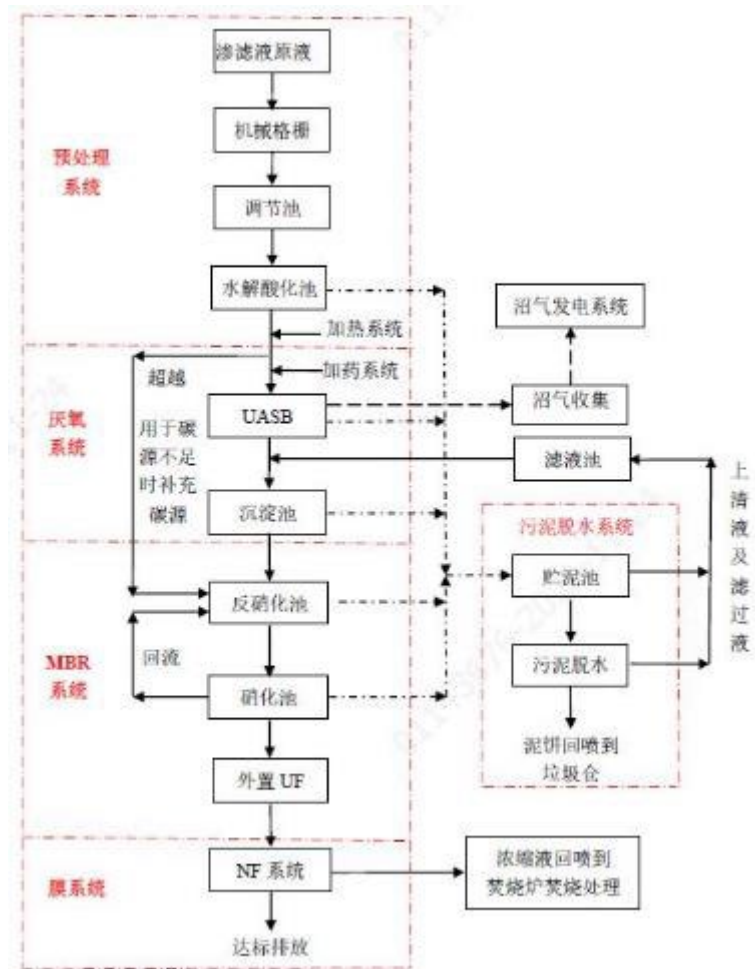 渗滤液原液
机械格栅
预处理
系统
调节池
水解酸化池
沼气发电系统
加热系统
超越
加药系统
厌氧
系统
UASB
沼气收集
用于碳
源不足
时补充
碳源
滤液池
上清液及滤过液
沉淀池
污泥脱水系统
贮泥池
反硝化池
MBR
系统
回流
硝化池
污泥脱水
泥饼回喷到
垃圾仓
外置 UF
膜系统
NF 系统
浓缩液回喷到
焚烧炉焚烧处理
达标排放